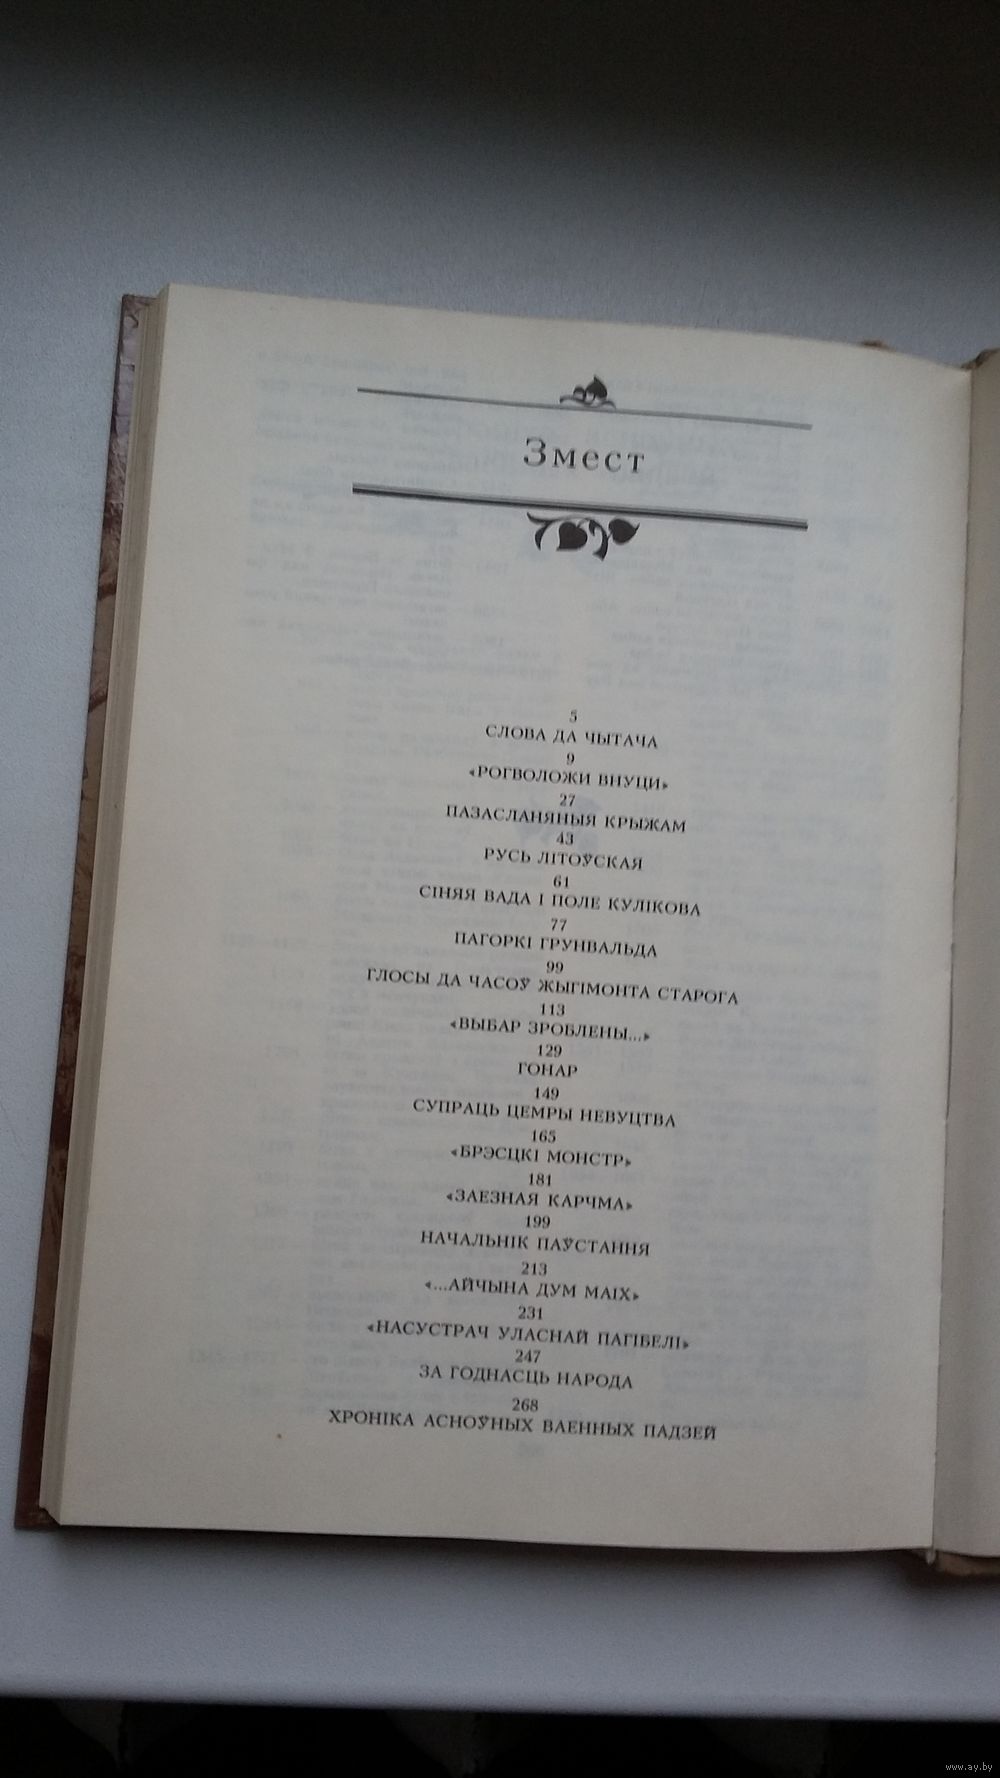 Змест
5
СЛОВА ДА ЧЫТАЧА
9
«РОГВОЛОЖИ ВНУЦИ»
27
ПАЗАСЛАНЯНЫЯ КРЫЖАМ
43
РУСЬ ЛІТОЎСКАЯ
61
СІНЯЯ ВАДА І ПОЛЕ КУЛІКОВА
77
ПАГОРКІ ГРУНВАЛЬДА
99
ГЛОСЫ ДА ЧАСОЎ ЖЫГІМОНТА СТАРОГА
113
«ВЫБАР ЗРОБЛЕНЫ...»
129
ГОНАР
149
СУПРАЦЬ ЦЕМРЫ НЕВУЦТВА
165
«БРЭСЦКІ МОНСТР»
181
«ЗАЕЗНАЯ КАРЧМА»
199
НАЧАЛЬНІК ПАЎСТАННЯ
213
«...АЙЧЫНА ДУМ МАІХ»
231
«НАСУСТРАЧ УЛАСНАЙ ПАГІБЕЛІ»
247
ЗА ГОДНАСЦЬ НАРОДА
268
ХРОНІКА АСНОЎНЫХ ВАЕННЫХ ПАДЗЕЙ
www.ay.by